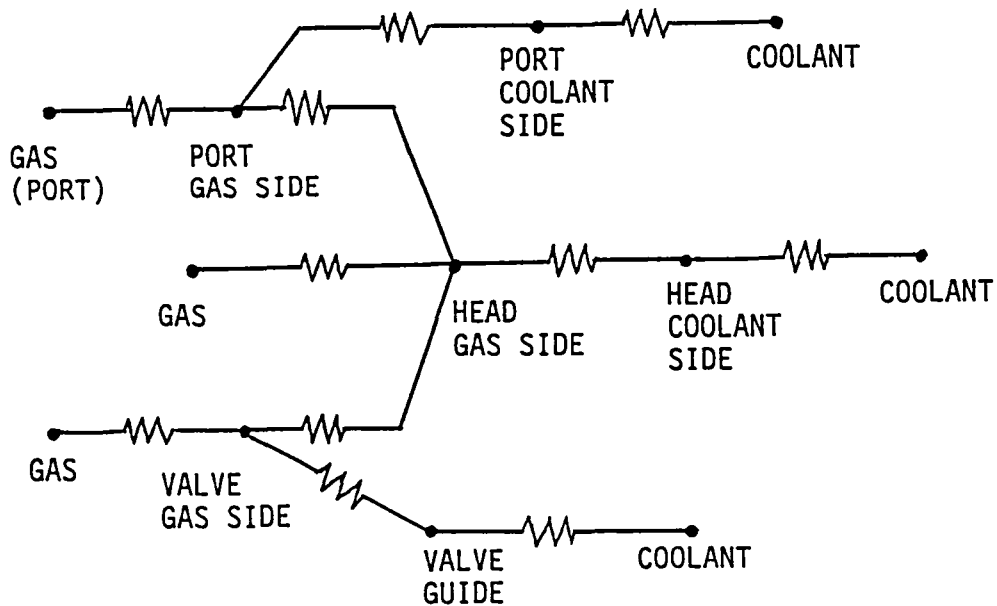 PORT
COOLANT
SIDE
COOLANT
GAS
(PORT)
PORT
GAS SIDE
GAS
HEAD
GAS SIDE
HEAD
COOLANT
SIDE
COOLANT
GAS
VALVE
GAS SIDE
VALVE
GUIDE
COOLANT